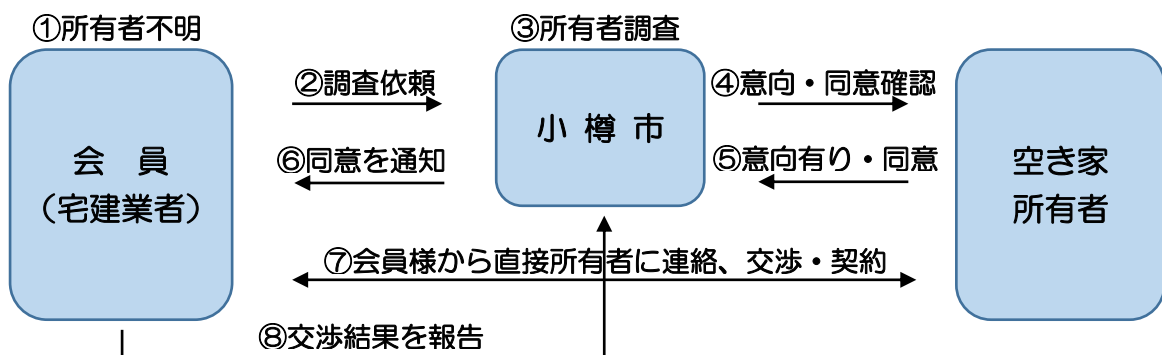 ①所有者不明
③所有者調査
②調査依頼
④意向・同意確認
小樽市
会　員
（宅建業者）
⑥同意を通知
⑤意向有り・同意
空き家
所有者
⑦会員様から直接所有者に連絡、交渉・契約
⑧交渉結果を報告